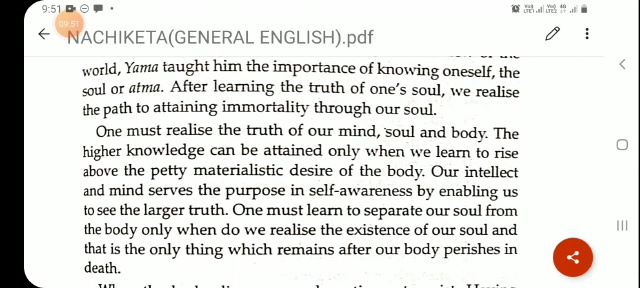 9:51
09:51
NACHIKETA(GENERAL ENGLISH).pdf
world, Yama taught him the importance of knowing oneself, the
soul or atma. After learning the truth of one's soul, we realise
the path to attaining immortality through our soul.
One must realise the truth of our mind, soul and body. The
higher knowledge can be attained only when we learn to rise
above the petty materialistic desire of the body. Our intellect
and mind serves the purpose in self-awareness by enabling us
to see the larger truth. One must learn to separate our soul from
the body only when do we realise the existence of our soul and
that is the only thing which remains after our body perishes in
death.